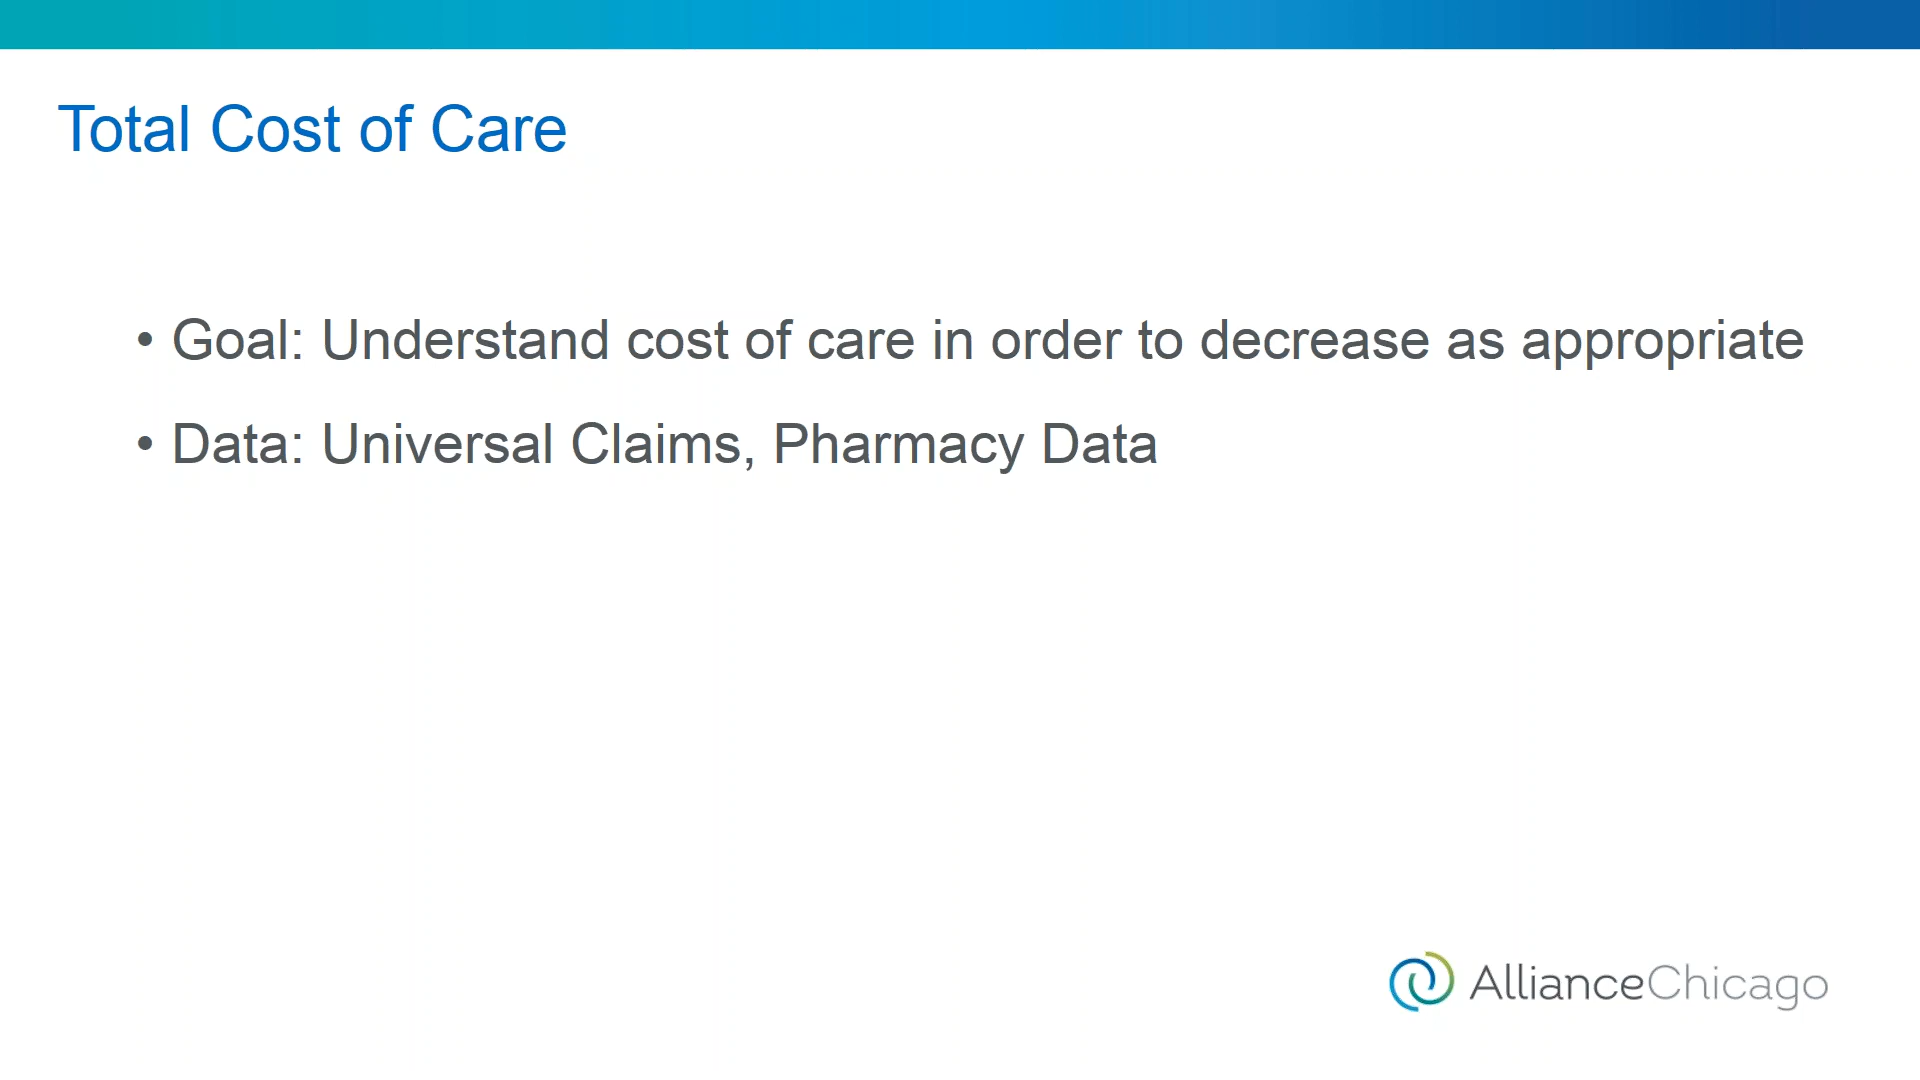 Total Cost of Care
• Goal: Understand cost of care in order to decrease as appropriate
• Data: Universal Claims, Pharmacy Data
AllianceChicago